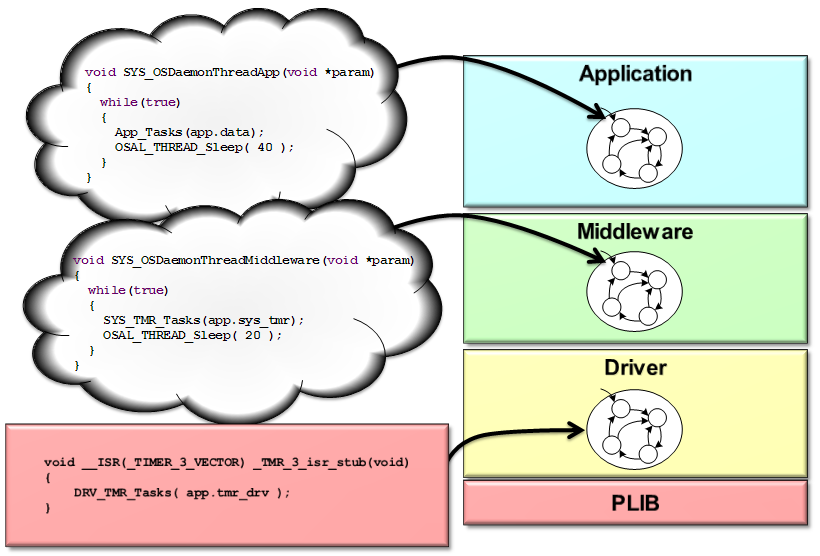 void SYS_OSDaemonThreadApp(void *param)
{
while(true)
{
App_Tasks(app.data);
OSAL_THREAD_Sleep( 40 );
}
}
Application
void SYS_OSDaemonThreadMiddleware(void *param)
{
while(true)
{
SYS_TMR_Tasks(app.sys_tmr);
OSAL_THREAD_Sleep( 20 );
}
}
Middleware
Driver
void __ISR(_TIMER_3_VECTOR) _TMR_3_isr_stub(void)
{
DRV_TMR_Tasks( app.tmr_drv );
}
PLIB